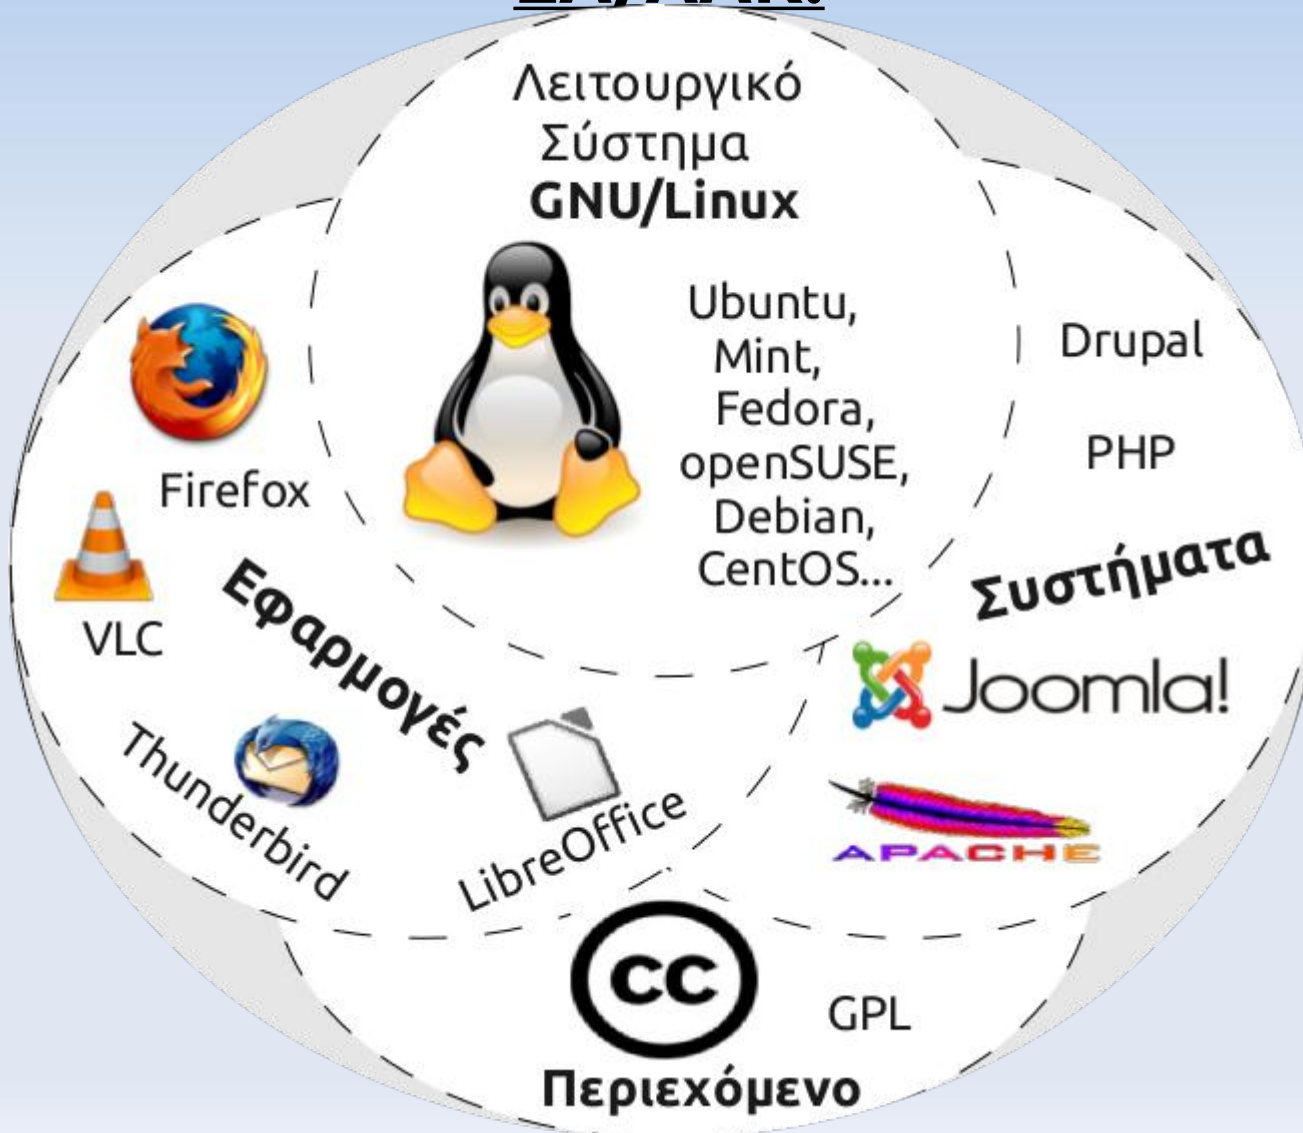 Λειτουργικό
Σύστημα
GNU/Linux
Ubuntu,
Mint,
Fedora,
openSUSE,
Debian,
CentOS...
Firefox
VLC
Εφαρμογές
Thunderbird
LibreOffice
Drupal
PHP
Συστήματα
Joomla!
APACHE
cc
GPL
Περιεχόμενο